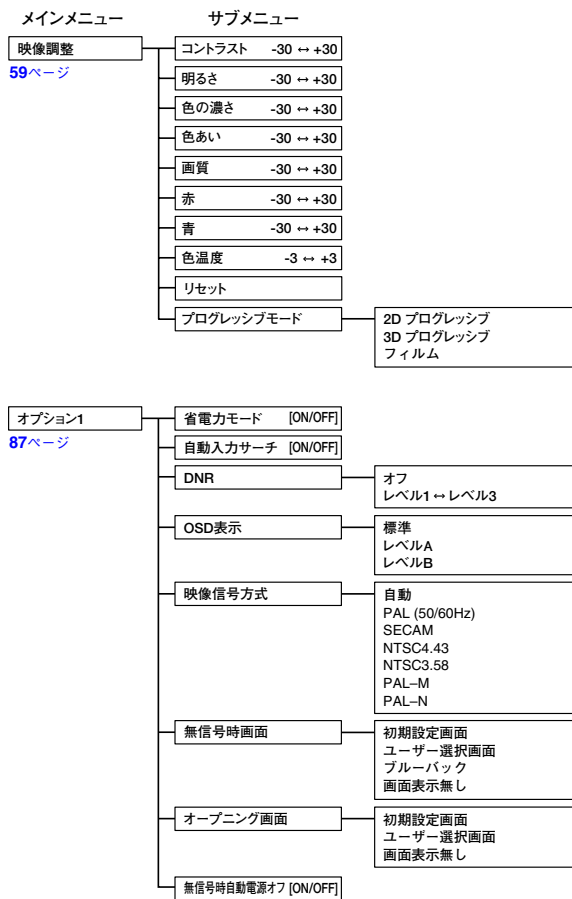 メインメニュー サブメニュー
映像調整
59ページ
コントラスト -30 ↔ +30
明るさ -30 ↔ +30
色の濃さ -30 ↔ +30
色あい -30 ↔ +30
画質 -30 ↔ +30
赤 -30 ↔ +30
青 -30 ↔ +30
色温度 -3 ↔ +3
リセット
プログレッシブモード
2D プログレッシブ
3D プログレッシブ
フィルム
オプション1
87ページ
省電力モード [ON/OFF]
自動入力サーチ [ON/OFF]
DNR
オフ
レベル1 ↔ レベル3
OSD表示
標準
レベルA
レベルB
映像信号方式
自動
PAL (50/60Hz)
SECAM
NTSC4.43
NTSC3.58
PAL–M
PAL–N
無信号時画面
初期設定画面
ユーザー選択画面
ブルーバック
画面表示無し
オープニング画面
初期設定画面
ユーザー選択画面
画面表示無し
無信号時自動電源オフ [ON/OFF]